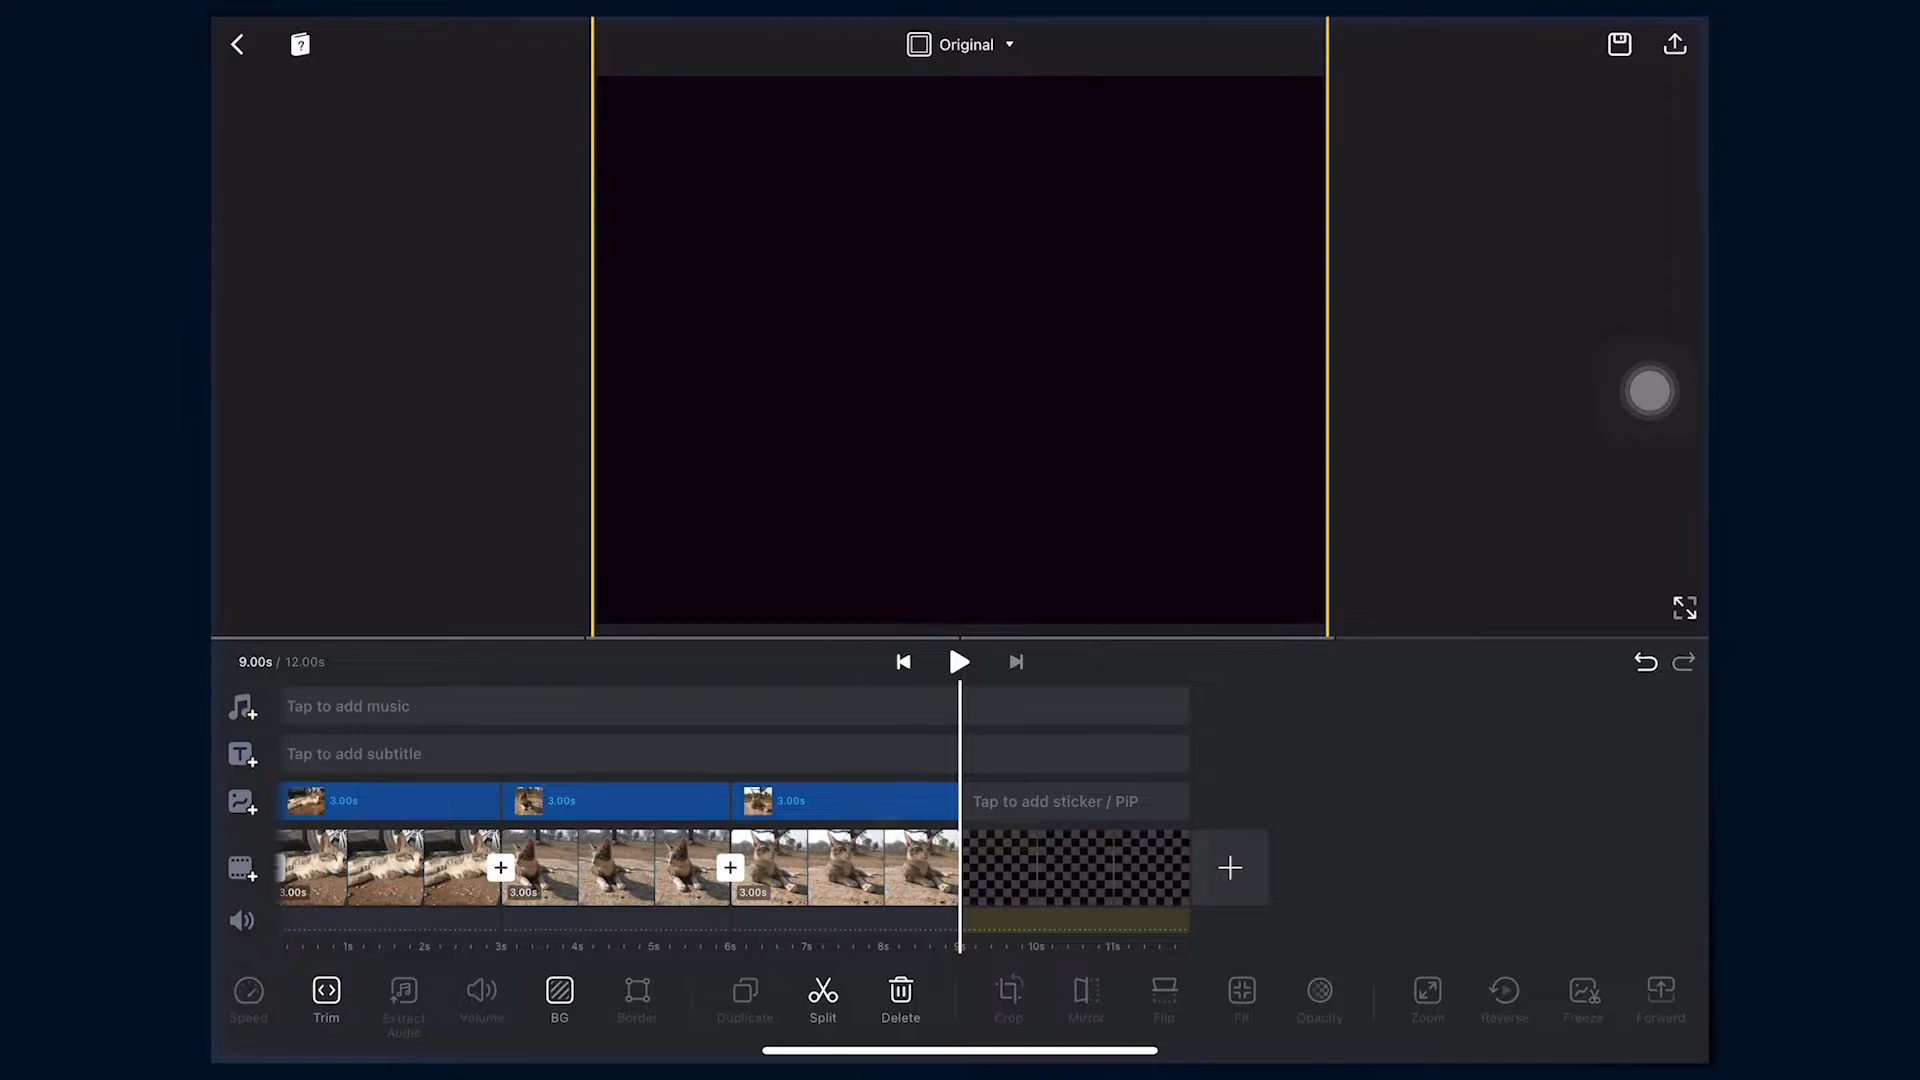 ?
Original
9.00s / 12.00s
Tap to add music
T
Tap to add subtitle
3.00s 3.00s 3.00s Tap to add sticker / PiP
3.00s 3.00s 3.00s
1s 2s 3s 4s 5s 6s 7s 8s 9s 10s 11s
Speed Trim Extract Audio Volume BG Border Duplicate Split Delete Crop Mirror Flip Fit Opacity Zoom Reverse Freeze Forward